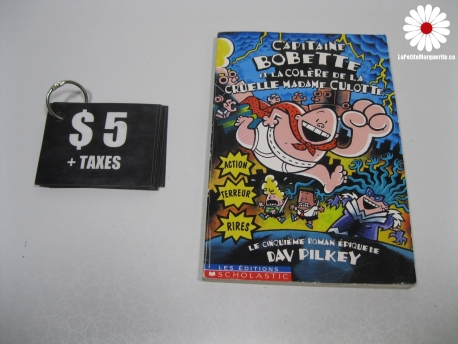 $ 5
+ TAXES
CAPITAINE
BOBETTE
ET LA COLÈRE DE LA
CRUELLE MADAME CULOTTE
ACTION
TERREUR
RIRES
LE CINQUIÈME ROMAN ÉPIQUE DE
DAV PILKEY
LES ÉDITIONS
SCHOLASTIC
LaPetiteMarguerite.ca